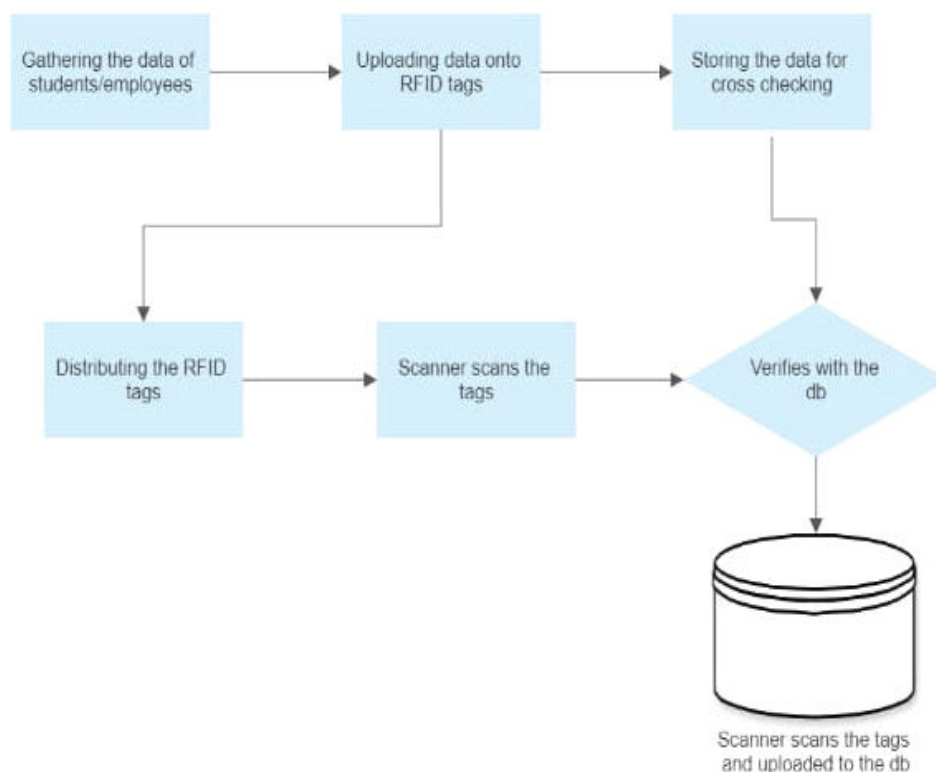 Gathering the data of
students/employees
Uploading data onto
RFID tags
Storing the data for
cross checking
Distributing the RFID
tags
Scanner scans the
tags
Verifies with the
db
Scanner scans the tags
and uploaded to the db